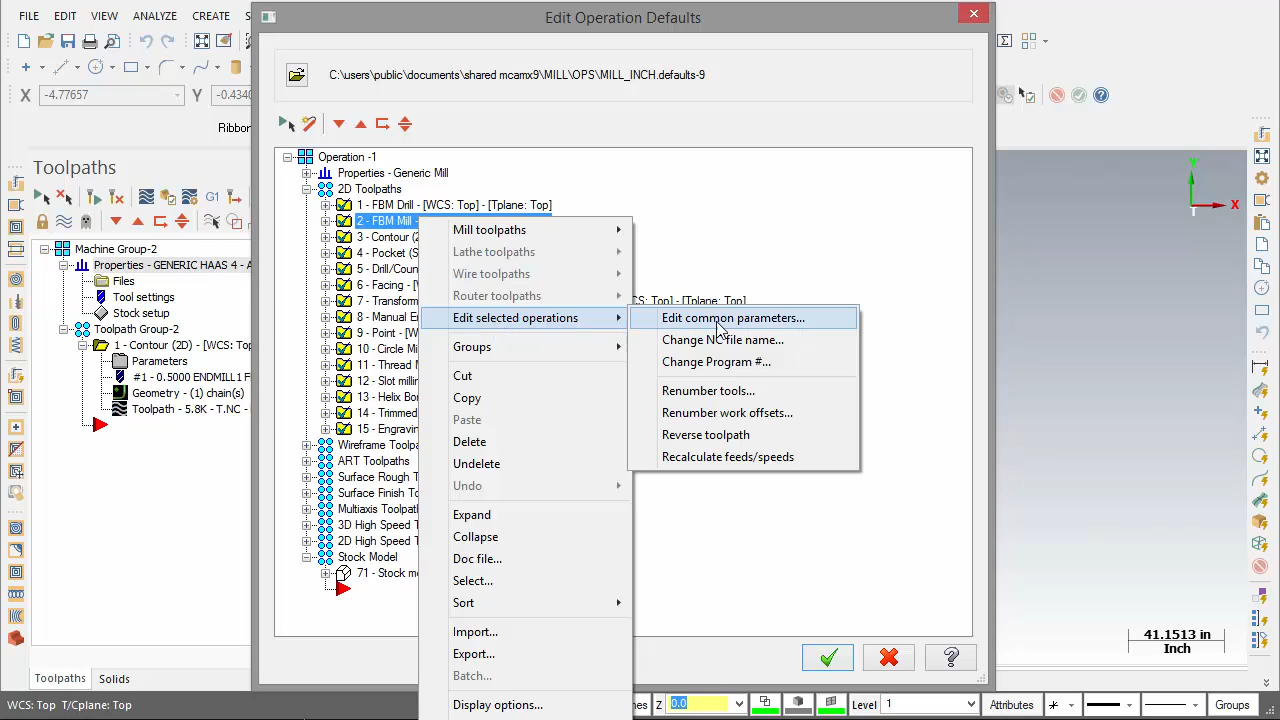 Edit Operation Defaults
FILE EDIT VIEW ANALYZE CREATE
C:\users\public\documents\shared mcamx9\MILL\OPS\MILL_INCH.defaults-9
X -4.77657 Y -0.4340
Ribbon
Toolpaths
G1
Machine Group-2
Properties - GENERIC HAAS 4 - A
Files
Tool settings
Stock setup
Toolpath Group-2
1 - Contour (2D) - [WCS: Top]
Parameters
#1 - 0.5000 ENDMILL1 F
Geometry - (1) chain(s)
Toolpath - 5.8K - T.NC -
Toolpaths Solids
Operation -1
Properties - Generic Mill
2D Toolpaths
1 - FBM Drill - [WCS: Top] - [Tplane: Top]
2 - FBM Mill -
3 - Contour (2
4 - Pocket (S
5 - Drill/Coun
6 - Facing - [W
7 - Transform CS: Top] - [Tplane: Top]
8 - Manual En
9 - Point - [W
10 - Circle Mi
11 - Thread M
12 - Slot millin
13 - Helix Bor
14 - Trimmed
15 - Engraving
Wireframe Toolpa
ART Toolpaths
Surface Rough T
Surface Finish To
Multiaxis Toolpath
3D High Speed T
2D High Speed T
Stock Model
71 - Stock mo
Mill toolpaths
Lathe toolpaths
Wire toolpaths
Router toolpaths
Edit selected operations
Groups
Cut
Copy
Paste
Delete
Undelete
Undo
Expand
Collapse
Doc file...
Select...
Sort
Import...
Export...
Batch...
Display options...
Edit common parameters...
Change NC file name...
Change Program #...
Renumber tools...
Renumber work offsets...
Reverse toolpath
Recalculate feeds/speeds
Y
X
41.1513 in
Inch
WCS: Top T/Cplane: Top
Z 0.0 Level 1 Attributes Groups